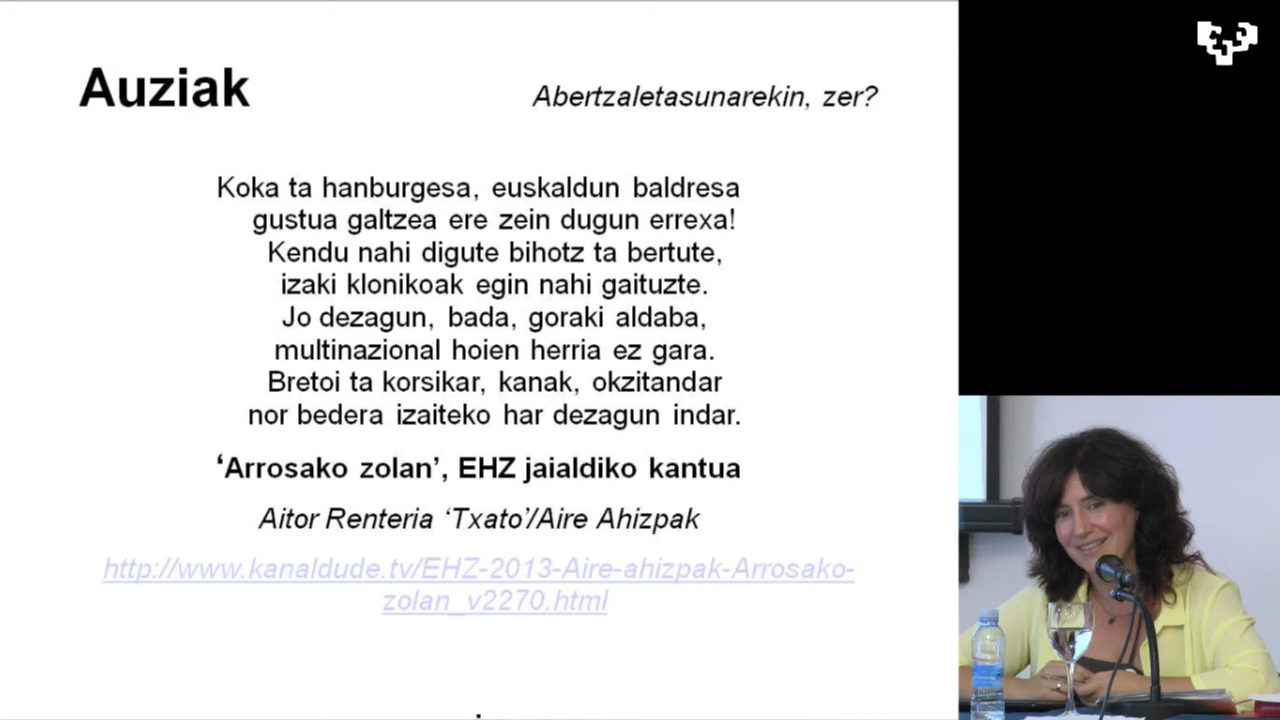 Auziak
Abertzaletasunarekin, zer?
Koka ta hanburgesa, euskaldun baldresa
gustua galtzea ere zein dugun errexa!
Kendu nahi digute bihotz ta bertute,
izaki klonikoak egin nahi gaituzte.
Jo dezagun, bada, goraki aldaba,
multinazional hoien herria ez gara.
Bretoi ta korsikar, kanak, okzitandar
nor bedera izaiteko har dezagun indar.
‘Arrosako zolan’, EHZ jaialdiko kantua
Aitor Renteria ‘Txato’/Aire Ahizpak
http://www.kanaldude.tv/EHZ-2013-Aire-ahizpak-Arrosako-
zolan_v2270.html